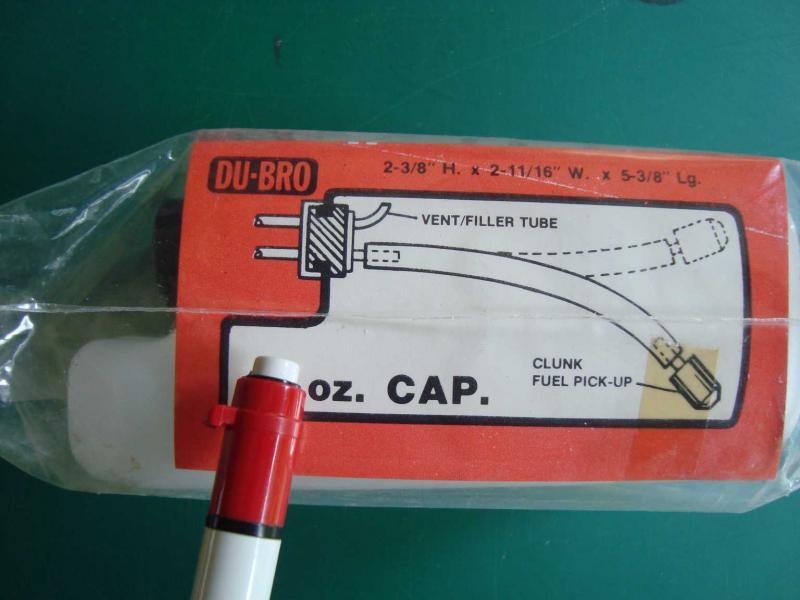 DU-BRO
2-3/8" H. x 2-11/16" W. x 5-3/8" Lg.
VENT/FILLER TUBE
CLUNK
FUEL PICK-UP
oz. CAP.